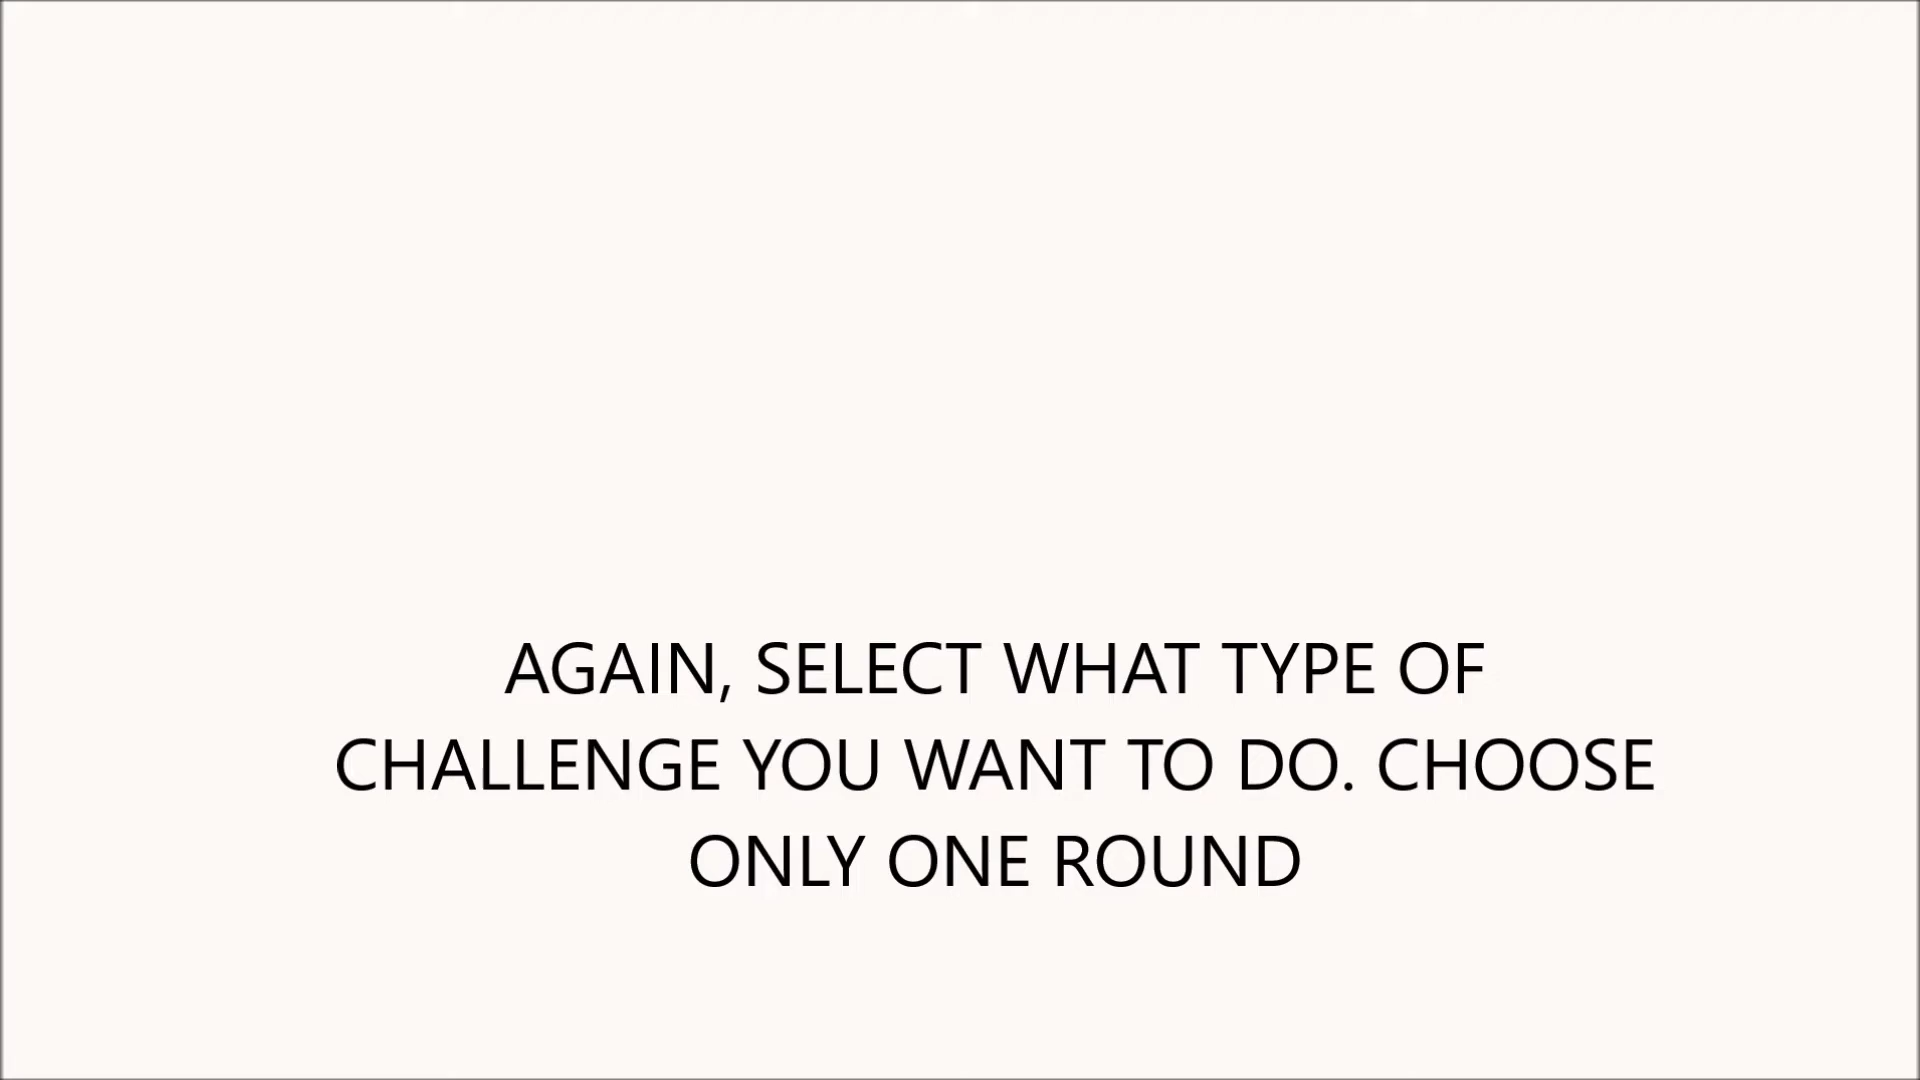 AGAIN, SELECT WHAT TYPE OF
CHALLENGE YOU WANT TO DO. CHOOSE
ONLY ONE ROUND